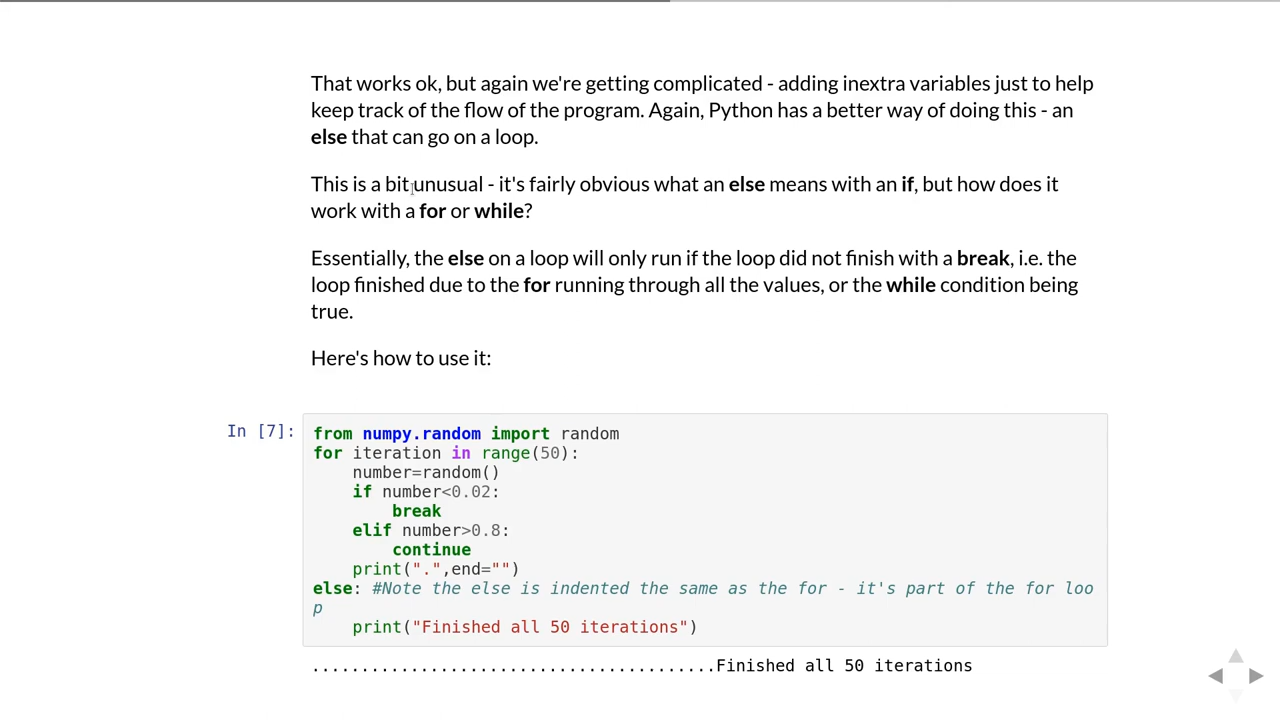 That works ok, but again we're getting complicated - adding inextra variables just to help
keep track of the flow of the program. Again, Python has a better way of doing this - an
else that can go on a loop.
This is a bit unusual - it's fairly obvious what an else means with an if, but how does it
work with a for or while?
Essentially, the else on a loop will only run if the loop did not finish with a break, i.e. the
loop finished due to the for running through all the values, or the while condition being
true.
Here's how to use it:
In [7]:
from numpy.random import random
for iteration in range(50):
    number=random()
    if number<0.02:
        break
    elif number>0.8:
        continue
    print(".",end="")
else: #Note the else is indented the same as the for - it's part of the for loo
p
    print("Finished all 50 iterations")
.........................................Finished all 50 iterations